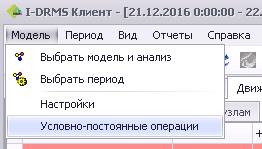 I-DRMS Клиент - [21.12.2016 0:00:00 - 22.
Модель Период Вид Отчеты Справка
Выбрать модель и анализ
Выбрать период
Движ
Настройки
узлам
Условно-постоянные операции